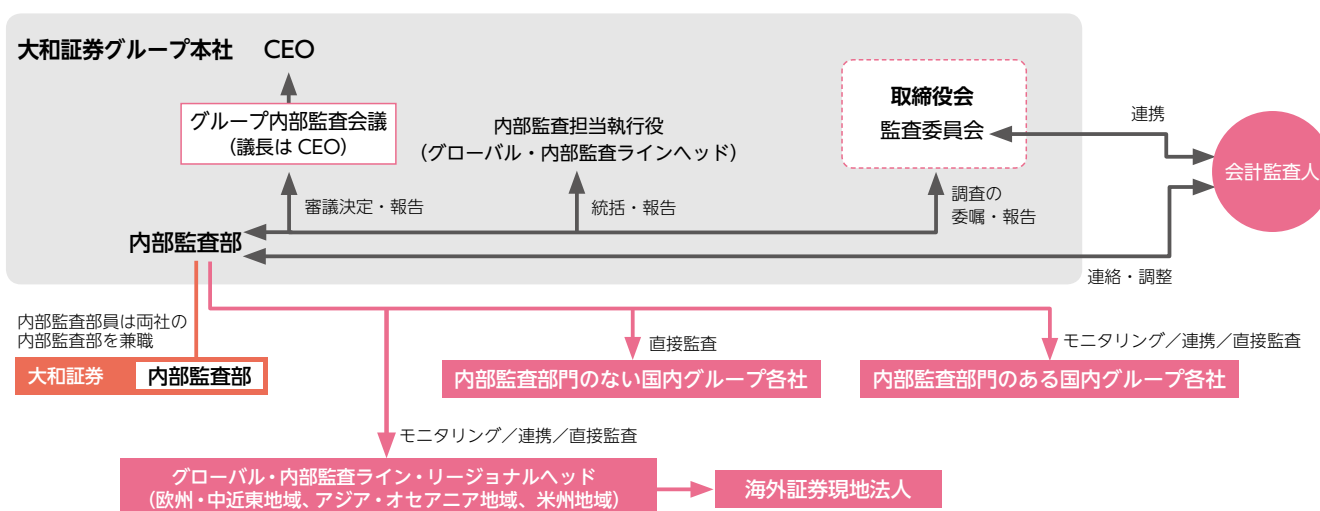 大和証券グループ本社 CEO
グループ内部監査会議
（議長は CEO）
内部監査担当執行役
（グローバル・内部監査ラインヘッド）
取締役会
監査委員会
連携
会計監査人
審議決定・報告
統括・報告
調査の
委嘱・報告
内部監査部
連絡・調整
内部監査部員は両社の
内部監査部を兼職
大和証券 内部監査部
直接監査
内部監査部門のない国内グループ各社
モニタリング／連携／直接監査
内部監査部門のある国内グループ各社
モニタリング／連携／直接監査
グローバル・内部監査ライン・リージョナルヘッド
（欧州・中近東地域、アジア・オセアニア地域、米州地域）
海外証券現地法人